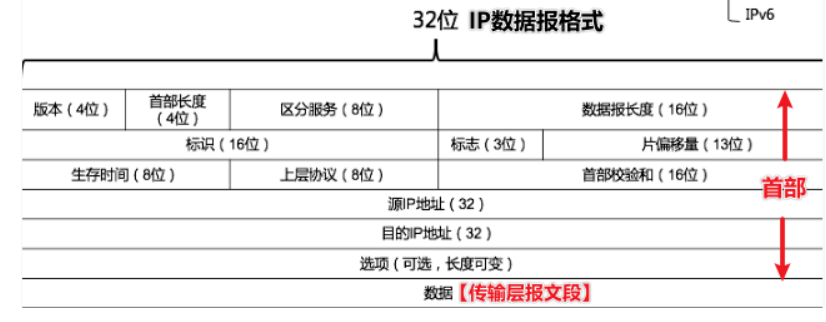 IPv6
32位 IP数据报格式
版本（4位） 首部长度（4位） 区分服务（8位） 数据报长度（16位）
标识（16位） 标志（3位） 片偏移量（13位）
生存时间（8位） 上层协议（8位） 首部校验和（16位）
首部
源IP地址（32）
目的IP地址（32）
选项（可选，长度可变）
数据【传输层报文段】